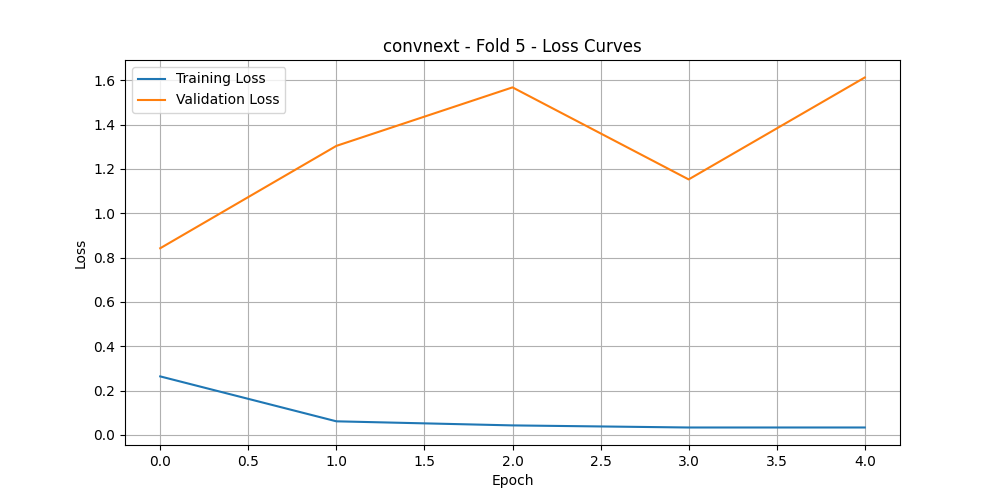 convnext - Fold 5 - Loss Curves
Training Loss
Validation Loss
Loss
1.6
1.4
1.2
1.0
0.8
0.6
0.4
0.2
0.0
0.0 0.5 1.0 1.5 2.0 2.5 3.0 3.5 4.0
Epoch